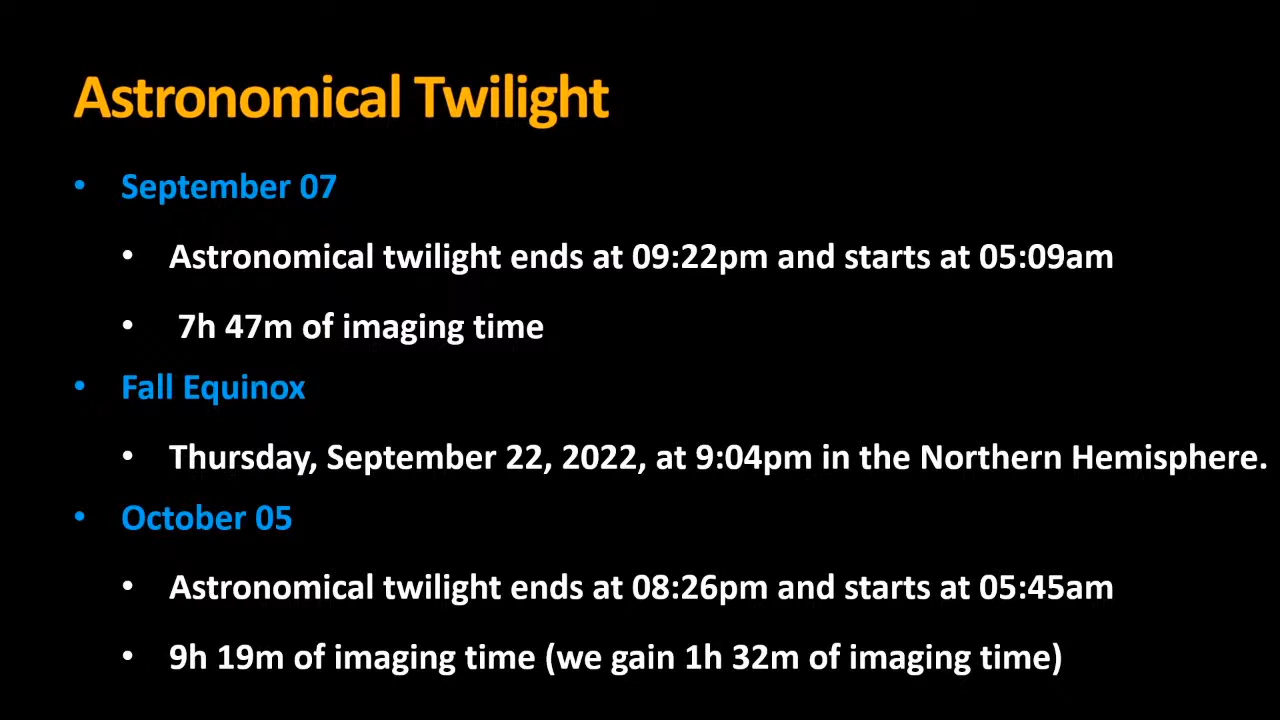 Astronomical Twilight
• September 07
• Astronomical twilight ends at 09:22pm and starts at 05:09am
• 7h 47m of imaging time
• Fall Equinox
• Thursday, September 22, 2022, at 9:04pm in the Northern Hemisphere.
• October 05
• Astronomical twilight ends at 08:26pm and starts at 05:45am
• 9h 19m of imaging time (we gain 1h 32m of imaging time)